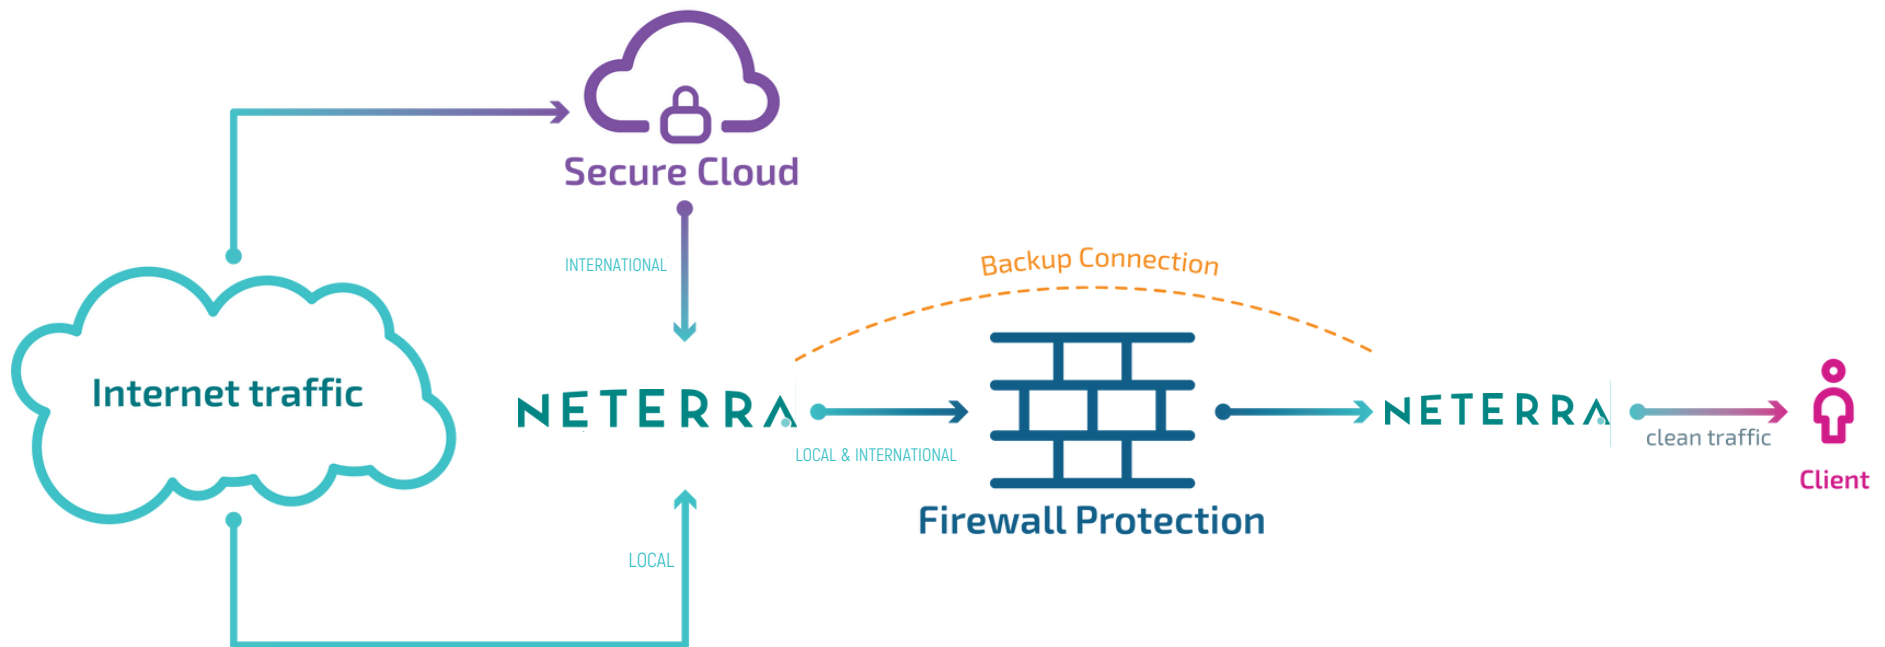 Secure Cloud
INTERNATIONAL
Backup Connection
Internet traffic
NETERRA
LOCAL & INTERNATIONAL
NETERRA
clean traffic
Client
Firewall Protection
LOCAL